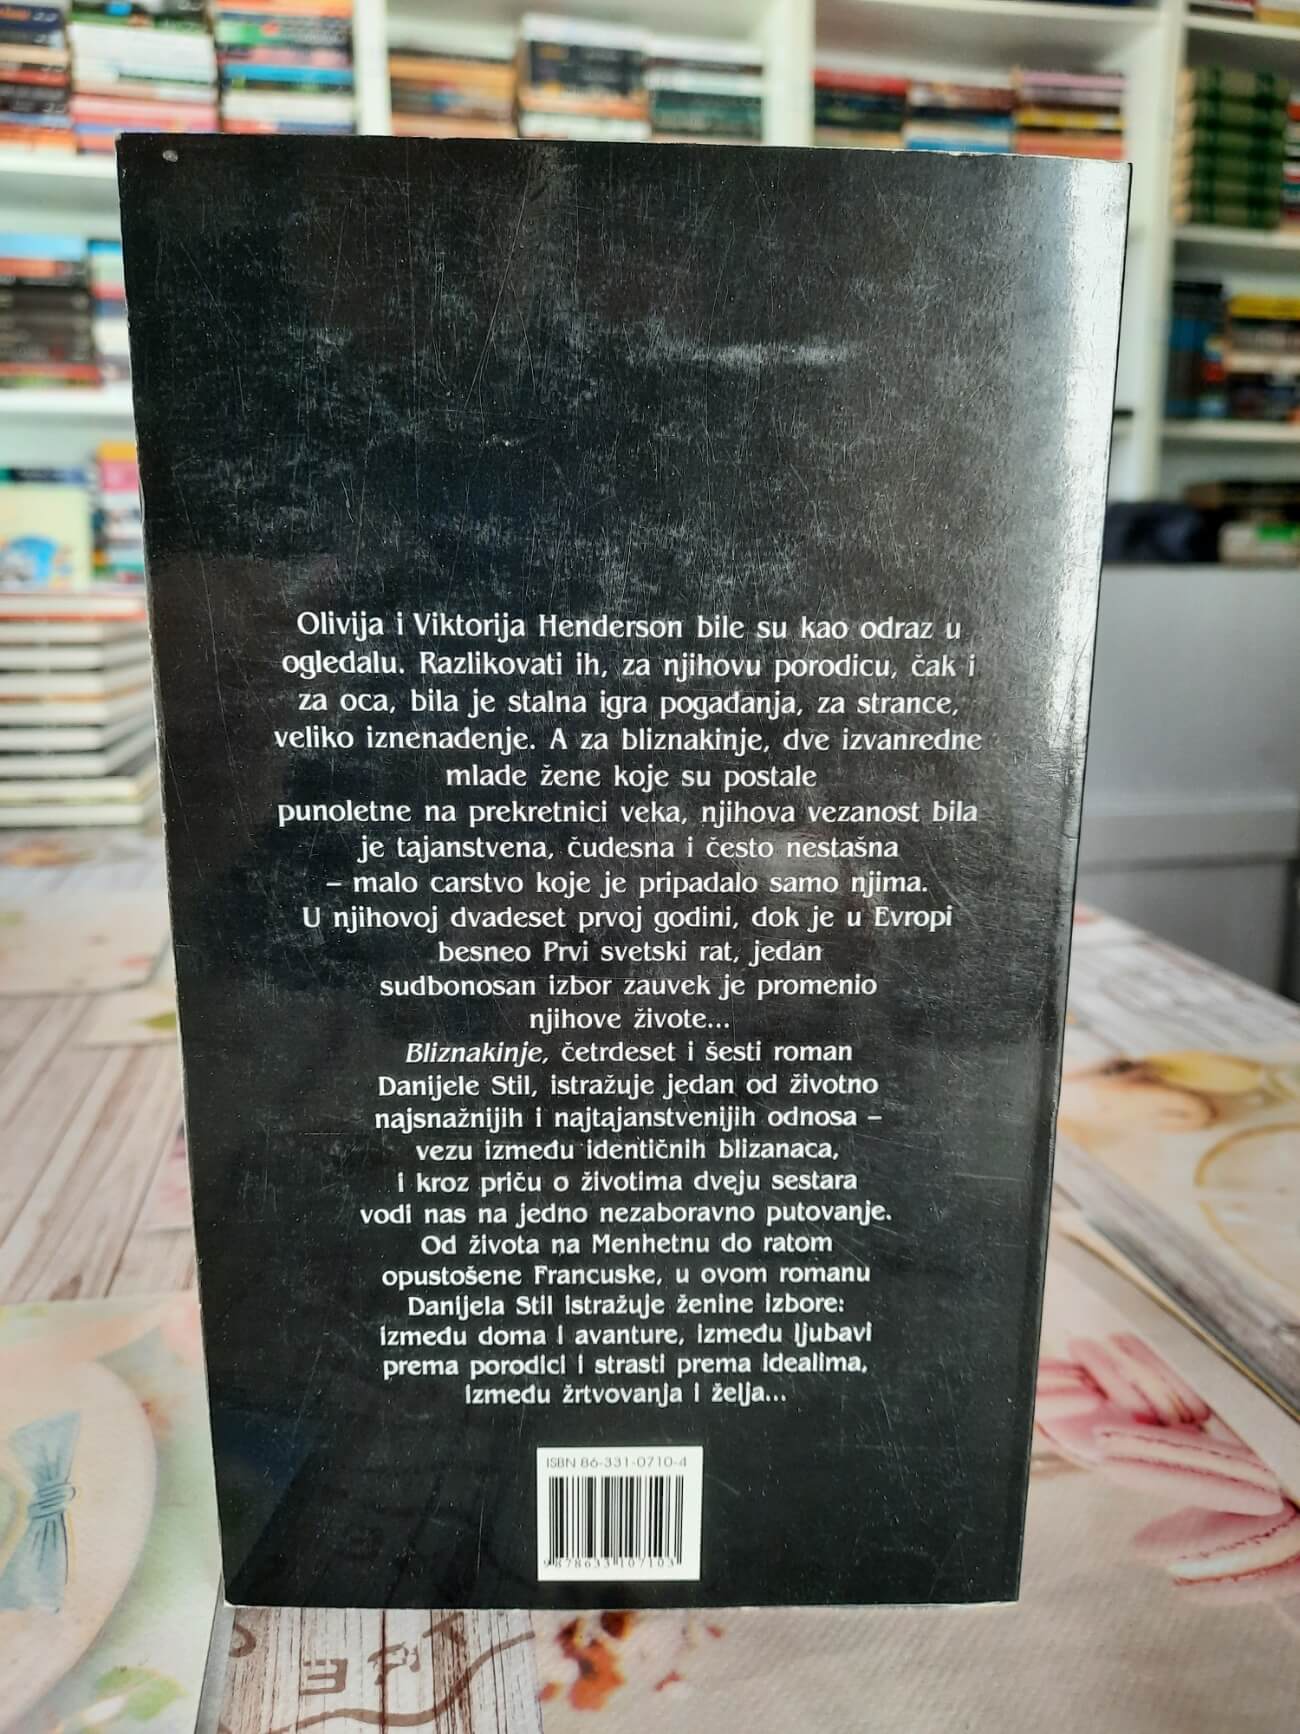 Olivija i Viktorija Henderson bile su kao odraz u
ogledalu. Razlikovati ih, za njihovu porodicu, čak i
za oca, bila je stalna igra pogađanja, za strance,
veliko iznenađenje. A za bliznakinje, dve izvanredne
mlade žene koje su postale
punoletne na prekretnici veka, njihova vezanost bila
je tajanstvena, čudesna i često nestašna
– malo carstvo koje je pripadalo samo njima.
U njihovoj dvadeset prvoj godini, dok je u Evropi
besneo Prvi svetski rat, jedan
sudbonosan izbor zauvek je promenio
njihove živote...
Bliznakinje, četrdeset i šesti roman
Danijele Stil, istražuje jedan od životno
najsnažnijih i najtajanstvenijih odnosa –
vezu između identičnih blizanaca,
i kroz priču o životima dveju sestara
vodi nas na jedno nezaboravno putovanje.
Od života na Menhetnu do ratom
opustošene Francuske, u ovom romanu
Danijela Stil istražuje ženine izbore:
između doma i avanture, između ljubavi
prema porodici i strasti prema idealima,
između žrtvovanja i želja...
ISBN 86-331-0710-4
9788633107103